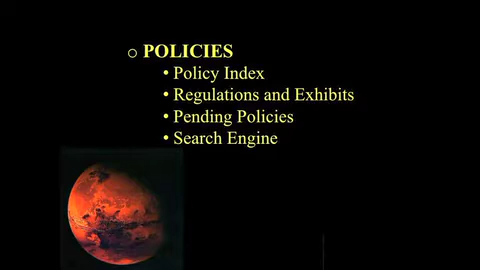 o POLICIES
• Policy Index
• Regulations and Exhibits
• Pending Policies
• Search Engine